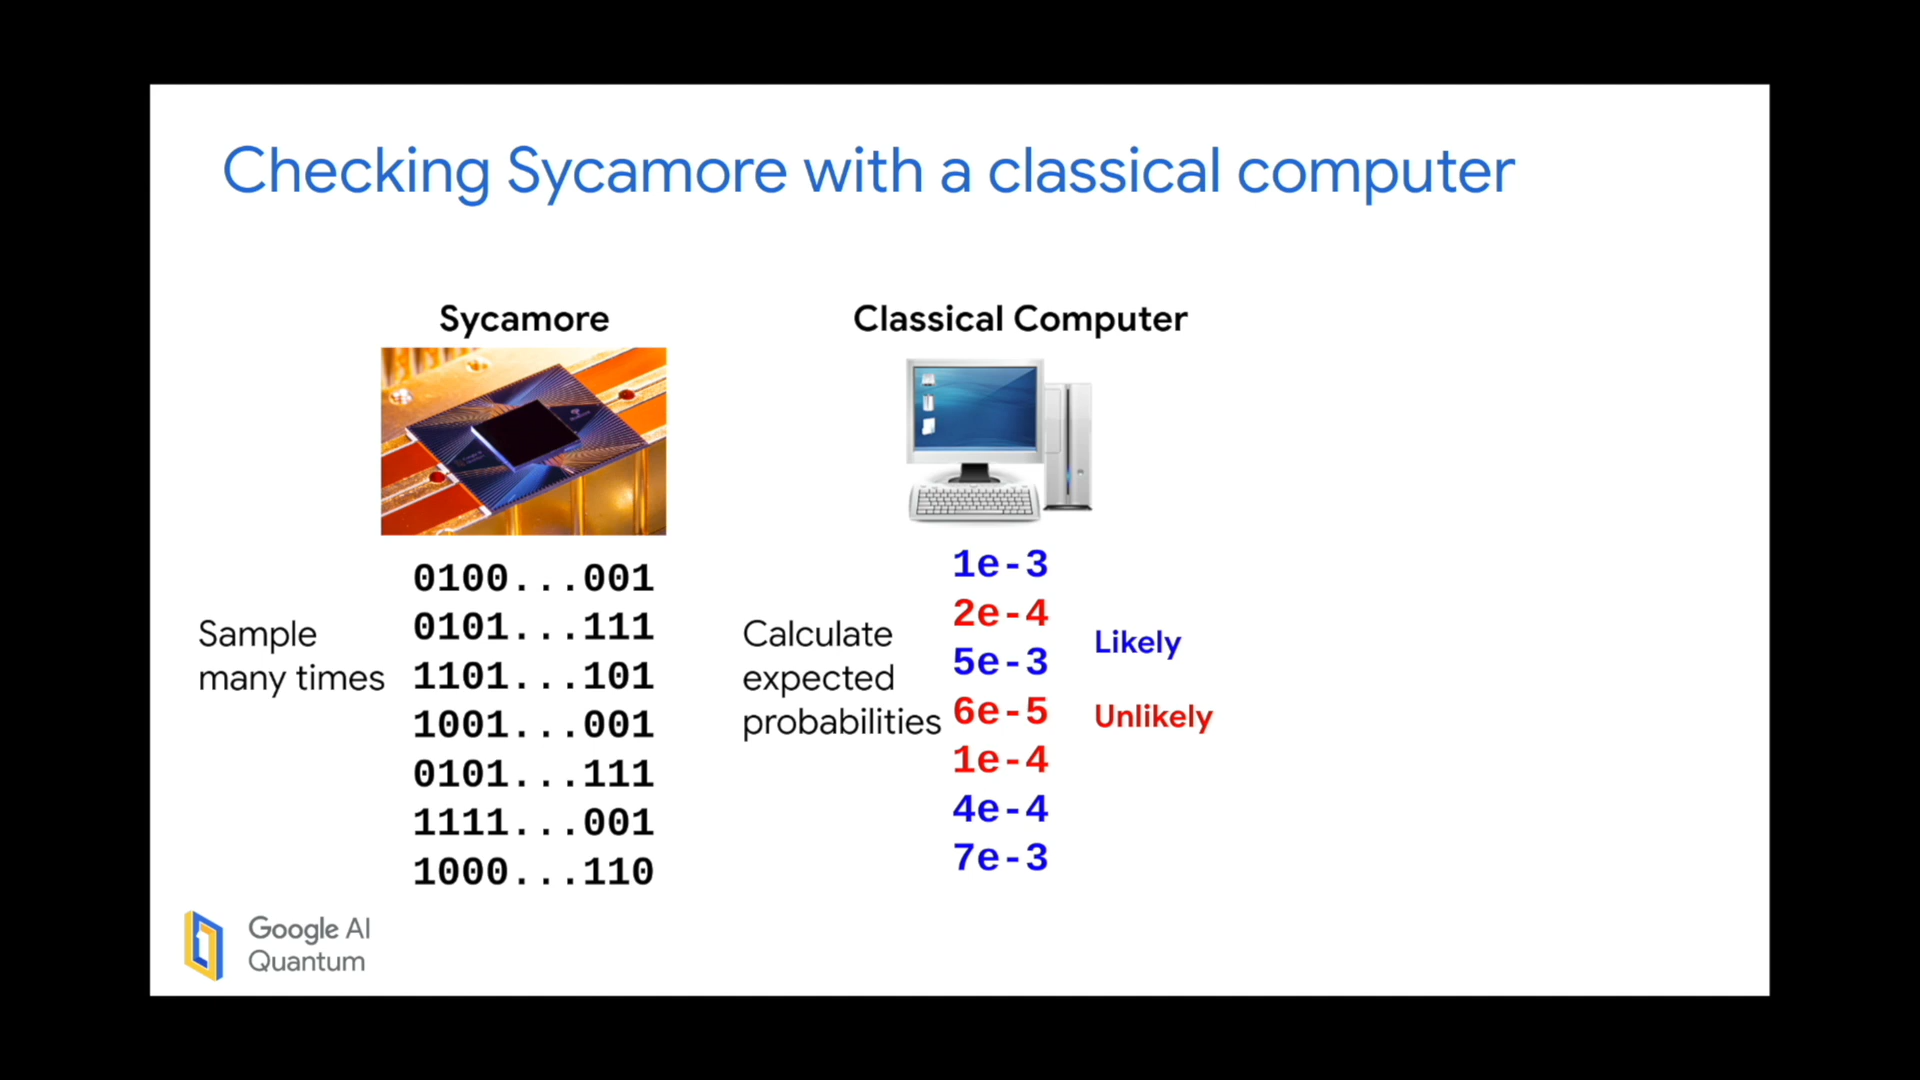 Checking Sycamore with a classical computer
Sycamore
Sample
many times
0100...001
0101...111
1101...101
1001...001
0101...111
1111...001
1000...110
Classical Computer
Calculate
expected
probabilities
1e-3
2e-4
5e-3
6e-5
1e-4
4e-4
7e-3
Likely
Unlikely
Google AI
Quantum